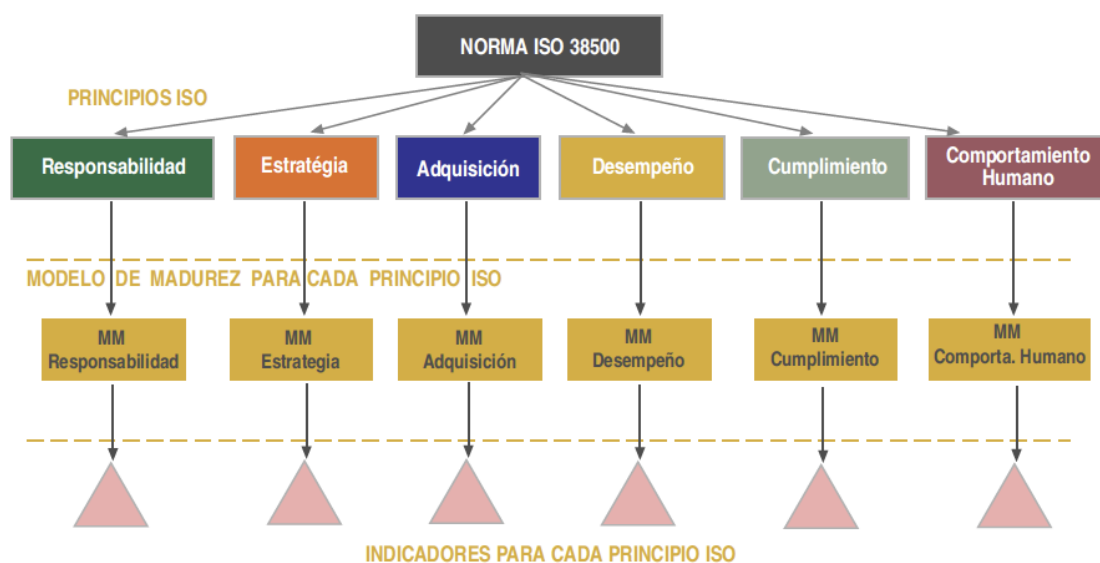 NORMA ISO 38500
PRINCIPIOS ISO
Responsabilidad
Estratégia
Adquisición
Desempeño
Cumplimiento
Comportamiento
Humano
MODELO DE MADUREZ PARA CADA PRINCIPIO ISO
MM
Responsabilidad
MM
Estrategia
MM
Adquisición
MM
Desempeño
MM
Cumplimiento
MM
Comporta. Humano
INDICADORES PARA CADA PRINCIPIO ISO